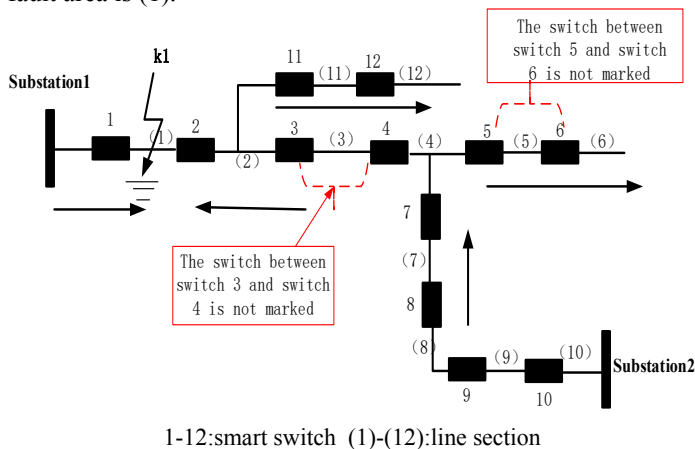 fault area is (1).
The switch between
switch 5 and switch
6 is not marked
k1
Substation1
11
(11)
12
(12)
1
(1)
2
(2)
3
(3)
4
(4)
5
(5)
6
(6)
7
(7)
The switch between
switch 3 and switch
4 is not marked
8
(8)
9
(9)
10
(10)
Substation2
1-12:smart switch (1)-(12):line section